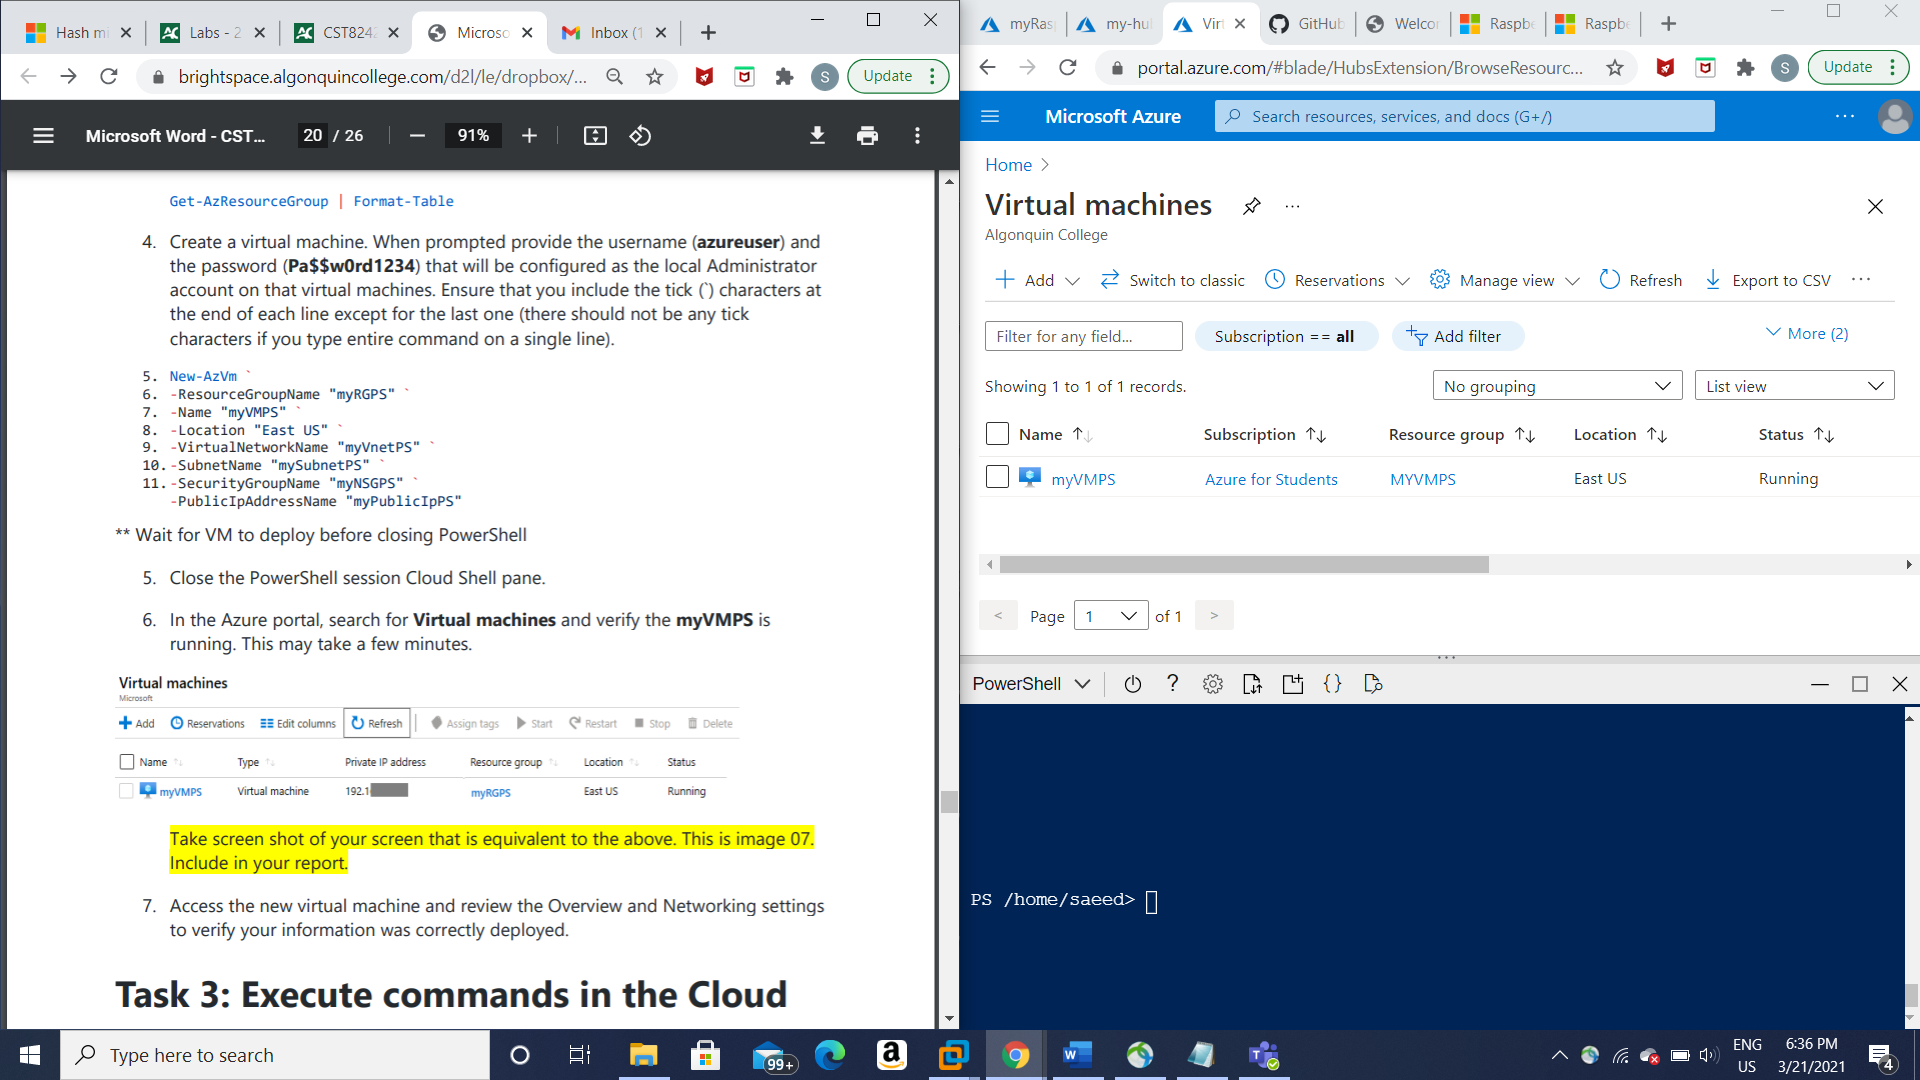 Hash mi
Labs - 2
CST824
Microso
Inbox (1
brightspace.algonquincollege.com/d2l/le/dropbox/...
S
Update
Microsoft Word - CST...
20 / 26
91%
Get-AzResourceGroup | Format-Table
4. Create a virtual machine. When prompted provide the username (azureuser) and
the password (Pa$$w0rd1234) that will be configured as the local Administrator
account on that virtual machines. Ensure that you include the tick (`) characters at
the end of each line except for the last one (there should not be any tick
characters if you type entire command on a single line).
5. New-AzVm `
6. -ResourceGroupName "myRGPS" `
7. -Name "myVMPS" `
8. -Location "East US" `
9. -VirtualNetworkName "myVnetPS" `
10. -SubnetName "mySubnetPS" `
11. -SecurityGroupName "myNSGPS" `
-PublicIpAddressName "myPublicIpPS"
** Wait for VM to deploy before closing PowerShell
5. Close the PowerShell session Cloud Shell pane.
6. In the Azure portal, search for Virtual machines and verify the myVMPS is
running. This may take a few minutes.
Virtual machines
Microsoft
Add Reservations Edit columns Refresh Assign tags Start Restart Stop Delete
Name Type Private IP address Resource group Location Status
myVMPS Virtual machine 192.1 myRGPS East US Running
Take screen shot of your screen that is equivalent to the above. This is image 07.
Include in your report.
7. Access the new virtual machine and review the Overview and Networking settings
to verify your information was correctly deployed.
Task 3: Execute commands in the Cloud
myRas
my-hu
Virt
GitHub
Welco
Raspbe
Raspbe
portal.azure.com/#blade/HubsExtension/BrowseResourc...
S
Update
Microsoft Azure
Search resources, services, and docs (G+/)
Home >
Virtual machines
Algonquin College
Add Switch to classic Reservations Manage view Refresh Export to CSV
Filter for any field...
Subscription == all
Add filter
More (2)
Showing 1 to 1 of 1 records.
No grouping
List view
Name Subscription Resource group Location Status
myVMPS Azure for Students MYVMPS East US Running
< Page 1 of 1 >
PowerShell
PS /home/saeed>
Type here to search
99+
ENG
US
6:36 PM
3/21/2021
4